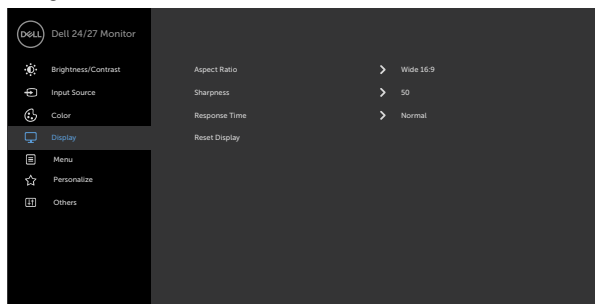 DELL Dell 24/27 Monitor
Brightness/Contrast Aspect Ratio Wide 16:9
Input Source Sharpness 50
Color Response Time Normal
Display Reset Display
Menu
Personalize
Others